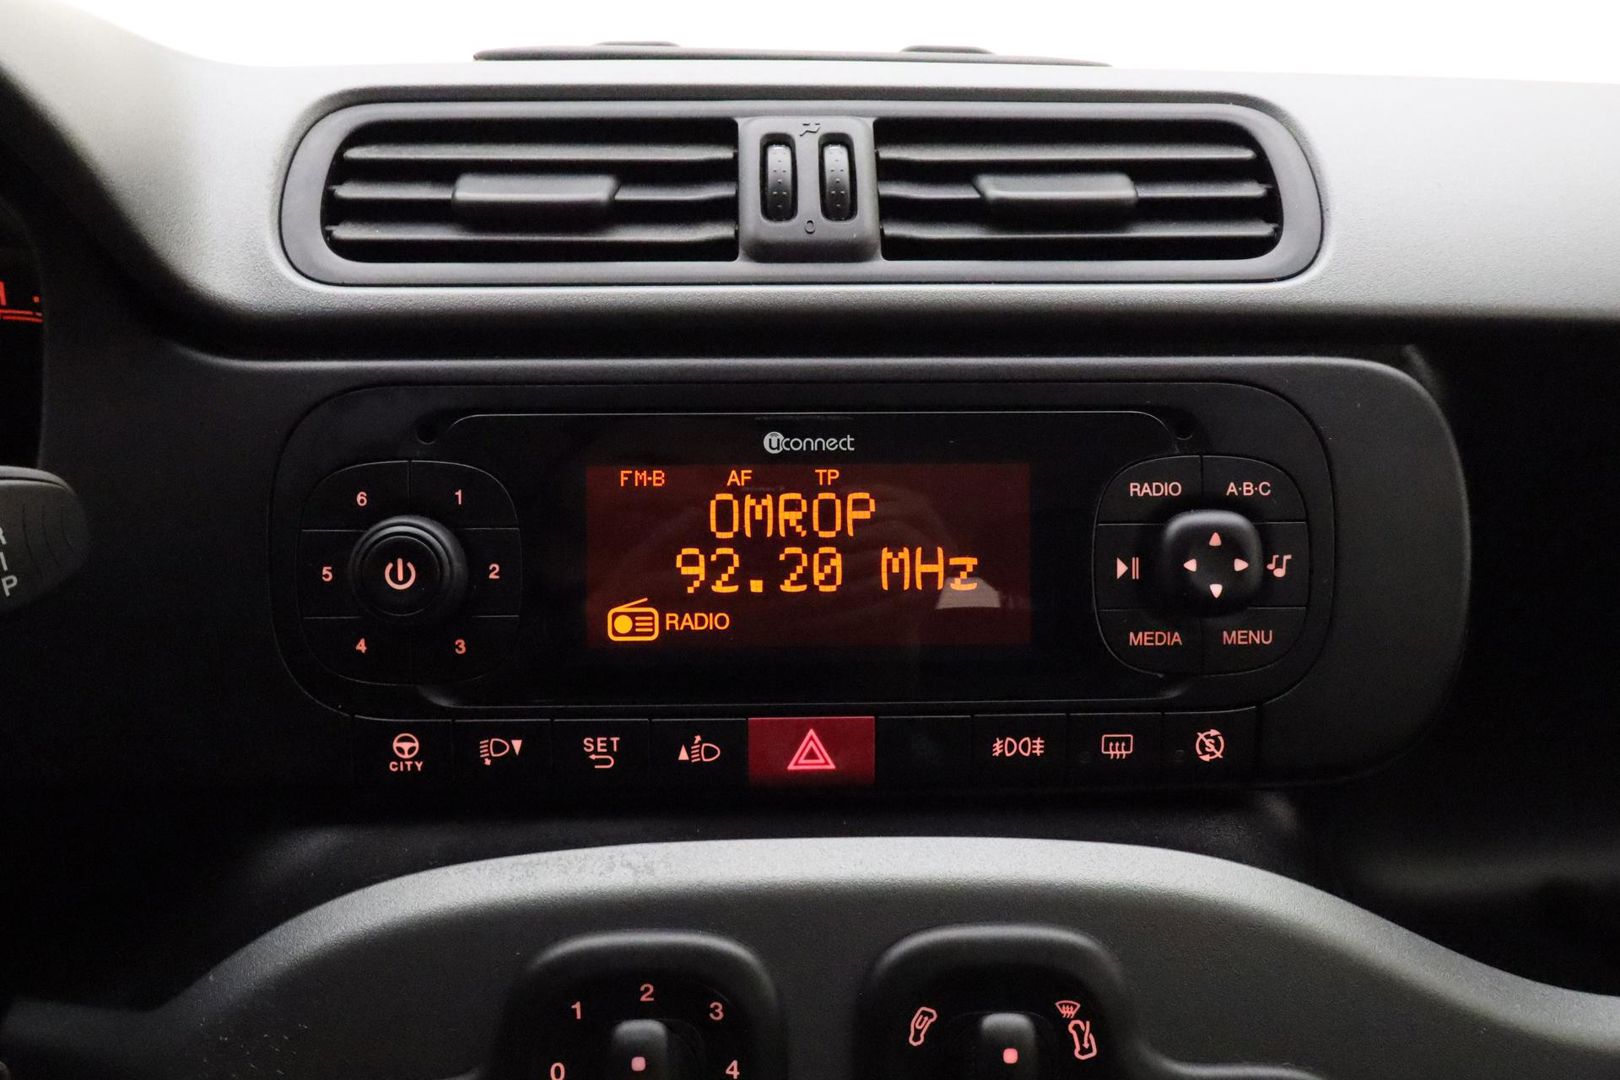 uconnect
FM-B AF TP
OMROP
92.20 MHz
RADIO
6 1
5 2
4 3
RADIO A·B·C
MEDIA MENU
CITY
SET
1 2 3
0 4
0
R
I
P